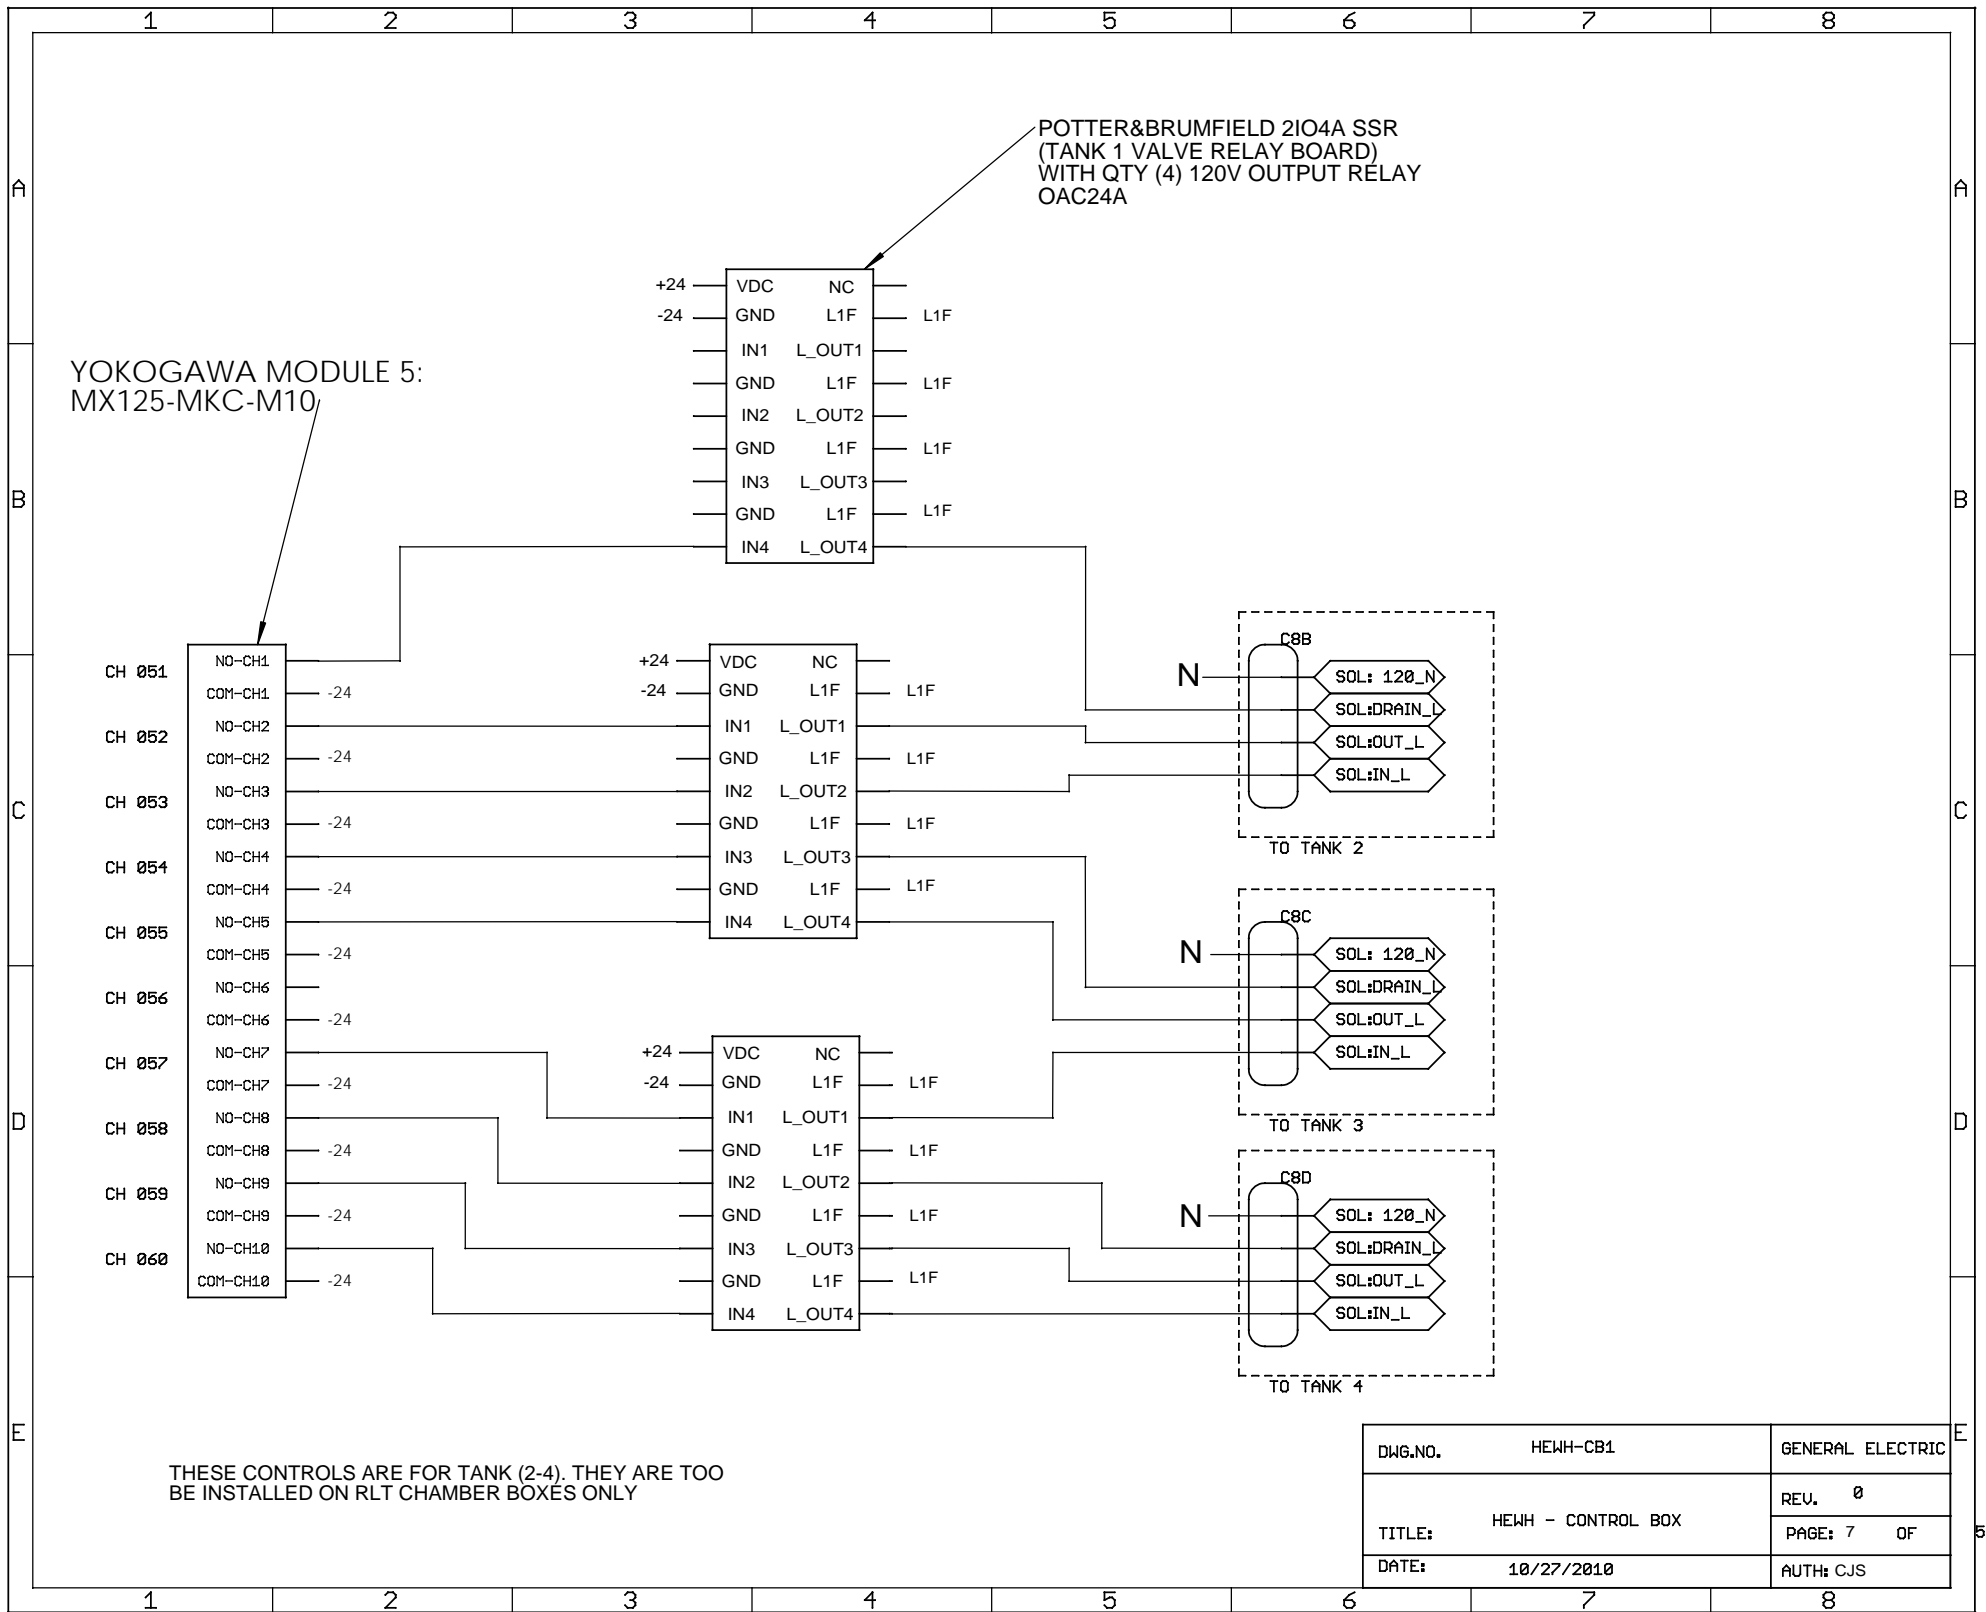 1 2 3 4 5 6 7 8
A A
B B
C C
D D
E E
POTTER&BRUMFIELD 2IO4A SSR
(TANK 1 VALVE RELAY BOARD)
WITH QTY (4) 120V OUTPUT RELAY
OAC24A
YOKOGAWA MODULE 5:
MX125-MKC-M10
+24 VDC NC
-24 GND L1F L1F
IN1 L_OUT1
GND L1F L1F
IN2 L_OUT2
GND L1F L1F
IN3 L_OUT3
GND L1F L1F
IN4 L_OUT4
CH 051 NO-CH1
COM-CH1 -24
CH 052 NO-CH2
COM-CH2 -24
CH 053 NO-CH3
COM-CH3 -24
CH 054 NO-CH4
COM-CH4 -24
CH 055 NO-CH5
COM-CH5 -24
CH 056 NO-CH6
COM-CH6 -24
CH 057 NO-CH7
COM-CH7 -24
CH 058 NO-CH8
COM-CH8 -24
CH 059 NO-CH9
COM-CH9 -24
CH 060 NO-CH10
COM-CH10 -24
+24 VDC NC
-24 GND L1F L1F
IN1 L_OUT1
GND L1F L1F
IN2 L_OUT2
GND L1F L1F
IN3 L_OUT3
GND L1F L1F
IN4 L_OUT4
+24 VDC NC
-24 GND L1F L1F
IN1 L_OUT1
GND L1F L1F
IN2 L_OUT2
GND L1F L1F
IN3 L_OUT3
GND L1F L1F
IN4 L_OUT4
C8B
N SOL: 120_N
SOL:DRAIN_L
SOL:OUT_L
SOL:IN_L
TO TANK 2
C8C
N SOL: 120_N
SOL:DRAIN_L
SOL:OUT_L
SOL:IN_L
TO TANK 3
C8D
N SOL: 120_N
SOL:DRAIN_L
SOL:OUT_L
SOL:IN_L
TO TANK 4
THESE CONTROLS ARE FOR TANK (2-4). THEY ARE TOO
BE INSTALLED ON RLT CHAMBER BOXES ONLY
DWG.NO. HEWH-CB1 GENERAL ELECTRIC
REV. 0
TITLE: HEWH - CONTROL BOX
PAGE: 7 OF 5
DATE: 10/27/2010 AUTH: CJS
1 2 3 4 5 6 7 8